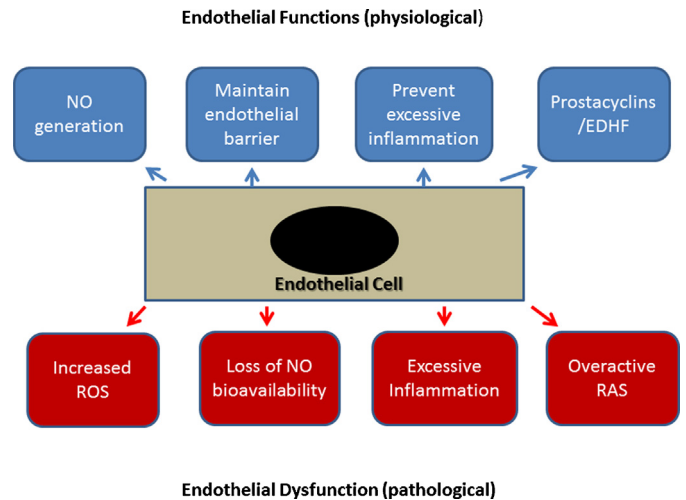 Endothelial Functions (physiological)
NO
generation
Maintain
endothelial
barrier
Prevent
excessive
inflammation
Prostacyclins
/EDHF
Endothelial Cell
Increased
ROS
Loss of NO
bioavailability
Excessive
Inflammation
Overactive
RAS
Endothelial Dysfunction (pathological)